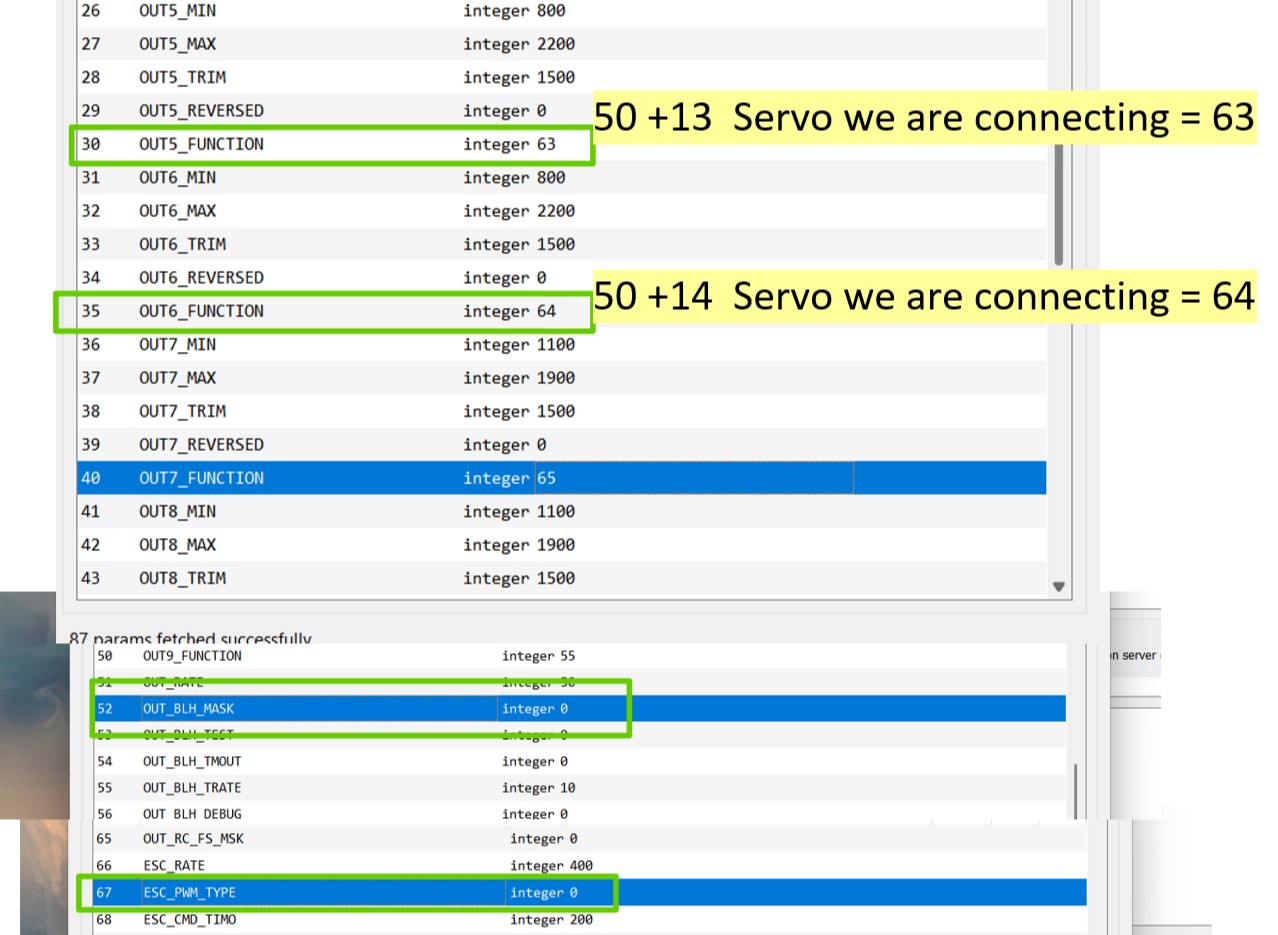 26 OUT5_MIN integer 800
27 OUT5_MAX integer 2200
28 OUT5_TRIM integer 1500
29 OUT5_REVERSED integer 0
50 +13 Servo we are connecting = 63
30 OUT5_FUNCTION integer 63
31 OUT6_MIN integer 800
32 OUT6_MAX integer 2200
33 OUT6_TRIM integer 1500
34 OUT6_REVERSED integer 0
50 +14 Servo we are connecting = 64
35 OUT6_FUNCTION integer 64
36 OUT7_MIN integer 1100
37 OUT7_MAX integer 1900
38 OUT7_TRIM integer 1500
39 OUT7_REVERSED integer 0
40 OUT7_FUNCTION integer 65
41 OUT8_MIN integer 1100
42 OUT8_MAX integer 1900
43 OUT8_TRIM integer 1500
87 params fetched successfully
50 OUT9_FUNCTION integer 55
n server
51 OUT_RATE integer 50
52 OUT_BLH_MASK integer 0
53 OUT_BLH_TEST integer 0
54 OUT_BLH_TMOUT integer 0
55 OUT_BLH_TRATE integer 10
56 OUT_BLH_DEBUG integer 0
65 OUT_RC_FS_MSK integer 0
66 ESC_RATE integer 400
67 ESC_PWM_TYPE integer 0
68 ESC_CMD_TIMO integer 200